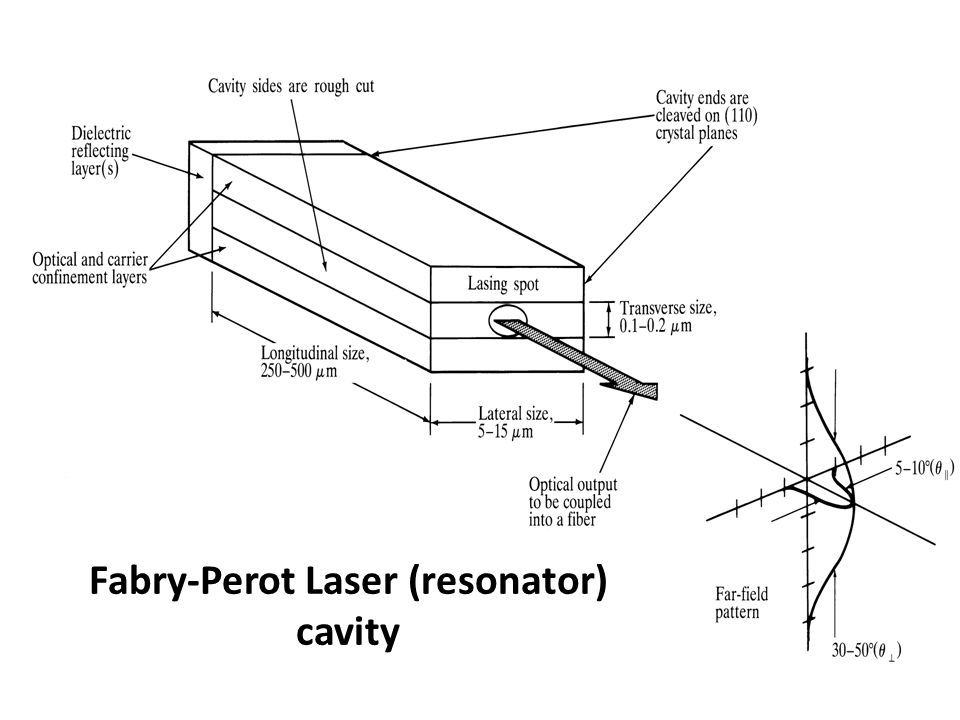 Cavity sides are rough cut
Cavity ends are
cleaved on (110)
crystal planes
Dielectric
reflecting
layer(s)
Optical and carrier
confinement layers
Lasing spot
Transverse size,
0.1–0.2 μm
Longitudinal size,
250–500 μm
Lateral size,
5–15 μm
5–10°(θ∥)
Optical output
to be coupled
into a fiber
Far-field
pattern
30–50°(θ⊥)
Fabry-Perot Laser (resonator)
cavity